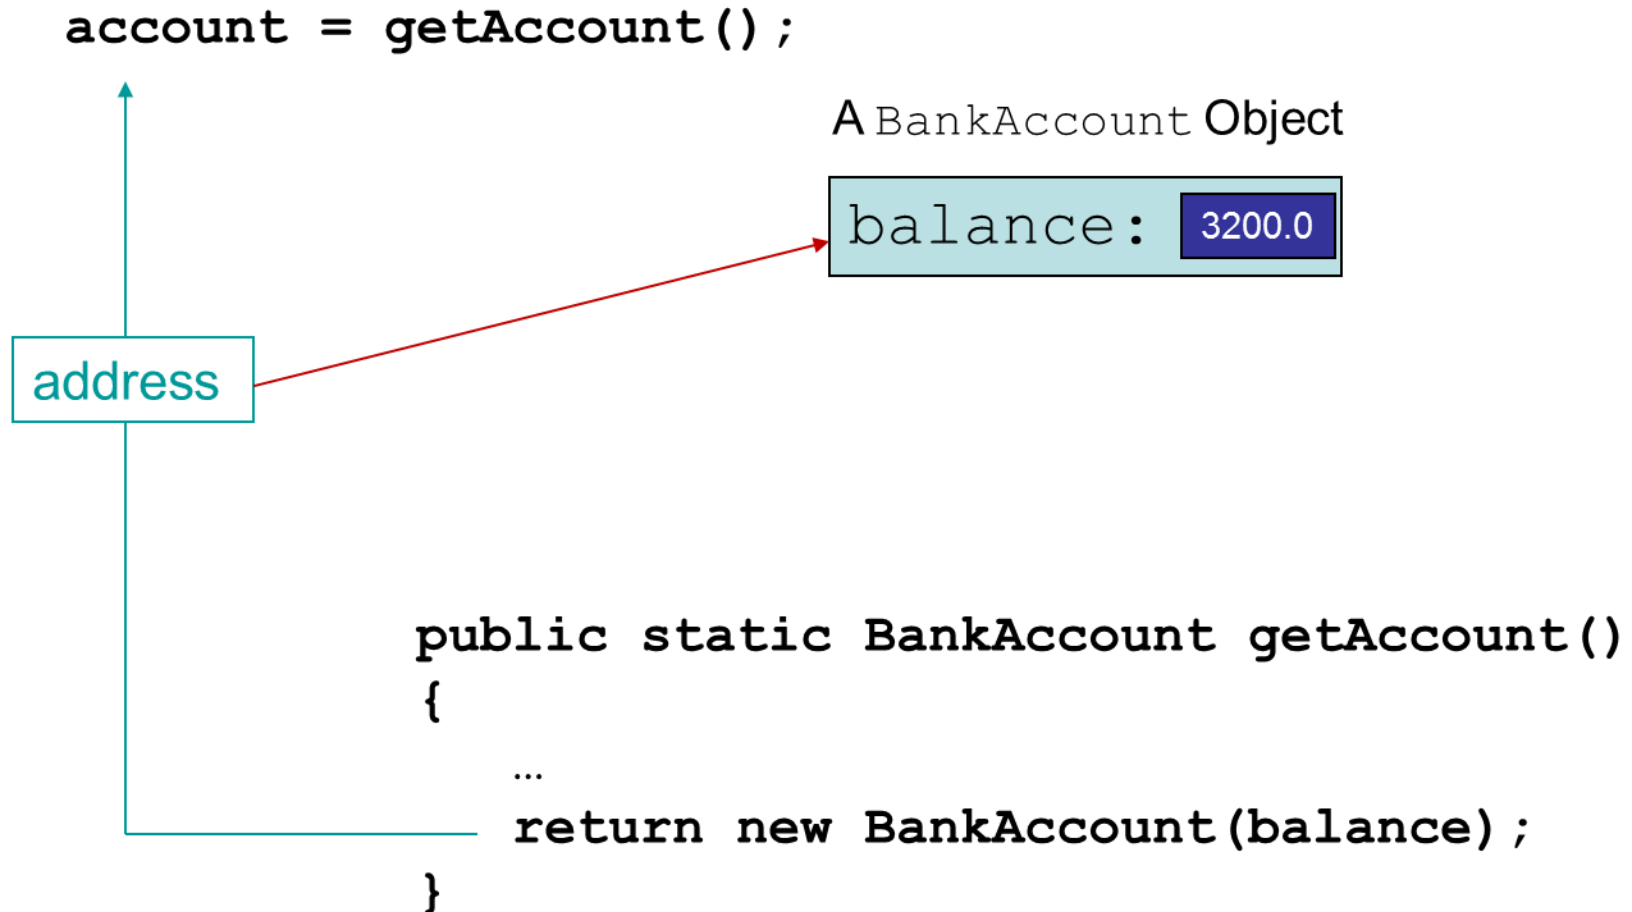 account = getAccount();
A BankAccount Object
balance: 3200.0
address
public static BankAccount getAccount()
{
…
return new BankAccount(balance);
}